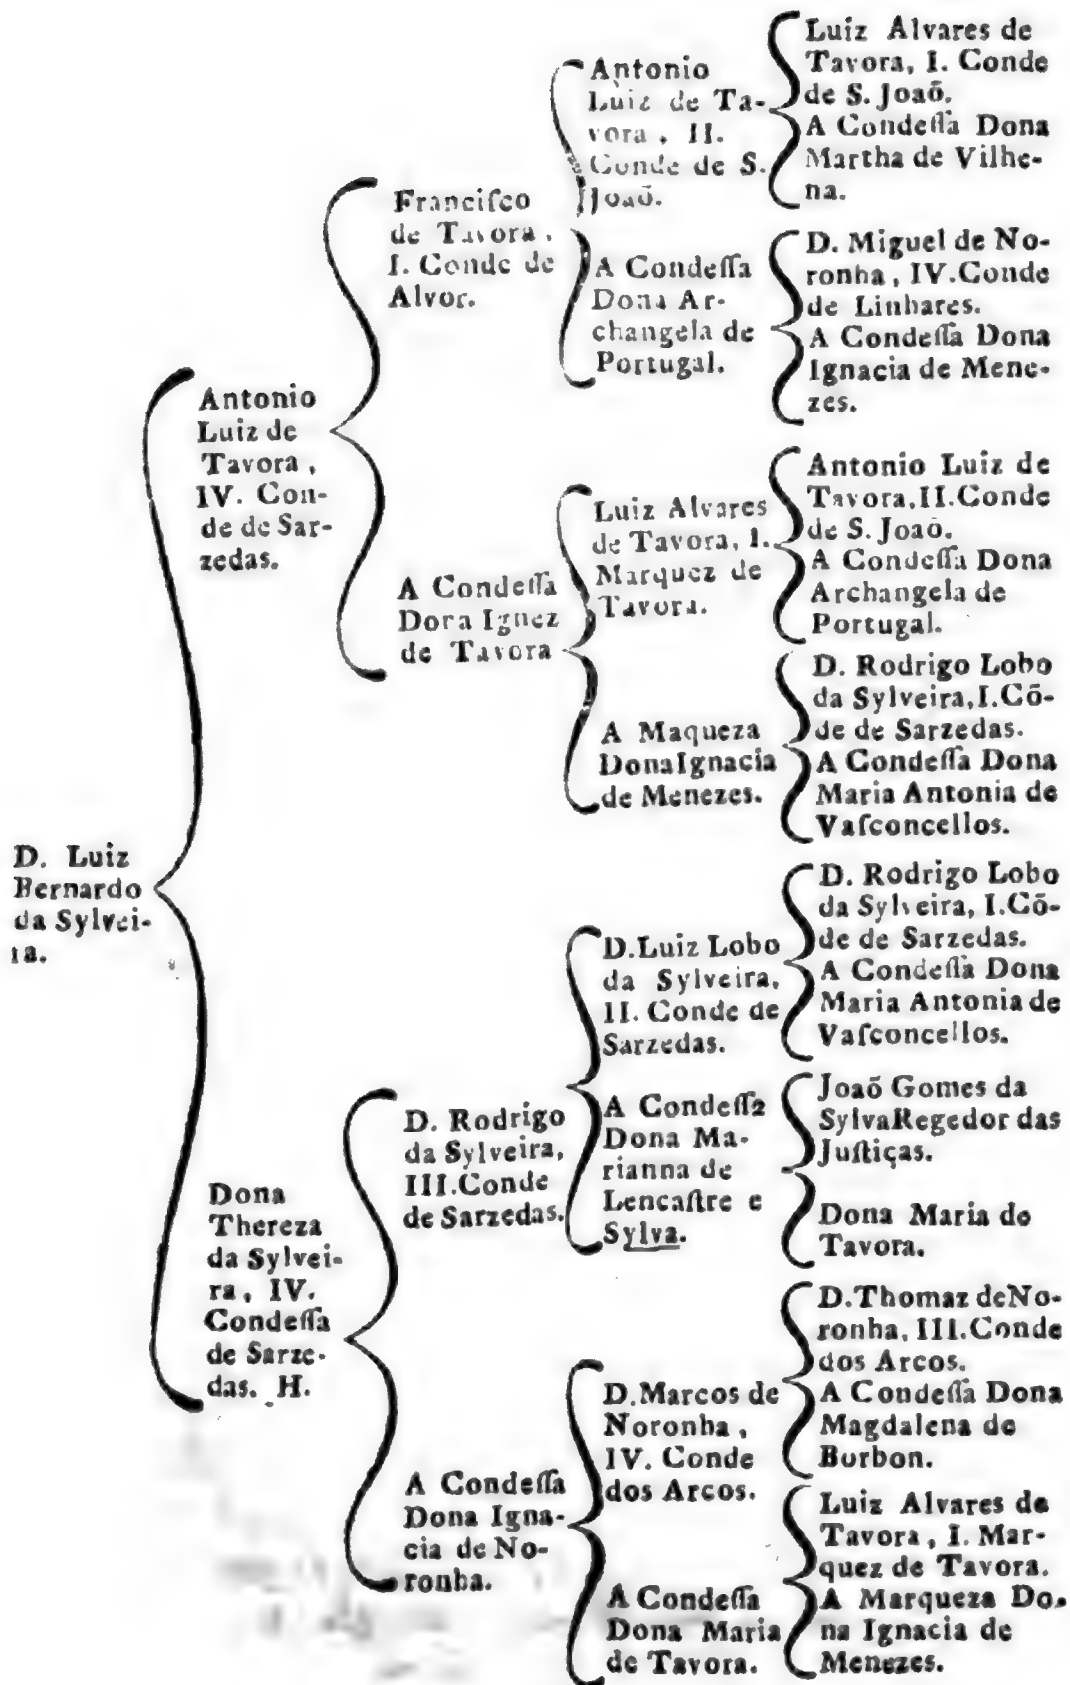 D. Luiz
Bernardo
da Sylvei-
ra.
Antonio
Luiz de
Tavora,
IV. Con-
de de Sar-
zedas.
Dona
Thereza
da Sylvei-
ra, IV.
Condeſſa
de Sarze-
das. H.
Franciſco
de Tavora,
I. Conde de
Alvor.
A Condeſſa
Dona Ignez
de Tavora
D. Rodrigo
da Sylveira,
III.Conde
de Sarzedas.
A Condeſſa
Dona Igna-
cia de No-
ronha.
Antonio
Luiz de Ta-
vora, II.
Conde de S.
Joaõ.
A Condeſſa
Dona Ar-
changela de
Portugal.
Luiz Alvares
de Tavora, I.
Marquez de
Tavora.
A Maqueza
Dona Ignacia
de Menezes.
D. Luiz Lobo
da Sylveira,
II. Conde de
Sarzedas.
A Condeſſa
Dona Ma-
rianna de
Lencaſtre e
Sylva.
D. Marcos de
Noronha,
IV. Conde
dos Arcos.
A Condeſſa
Dona Maria
de Tavora.
Luiz Alvares de
Tavora, I. Conde
de S. Joaõ.
A Condeſſa Dona
Martha de Vilhe-
na.
D. Miguel de No-
ronha, IV. Conde
de Linhares.
A Condeſſa Dona
Ignacia de Mene-
zes.
Antonio Luiz de
Tavora, II. Conde
de S. Joaõ.
A Condeſſa Dona
Archangela de
Portugal.
D. Rodrigo Lobo
da Sylveira, I. Cõ-
de de Sarzedas.
A Condeſſa Dona
Maria Antonia de
Vaſconcellos.
D. Rodrigo Lobo
da Sylveira, I. Cõ-
de de Sarzedas.
A Condeſſa Dona
Maria Antonia de
Vaſconcellos.
Joaõ Gomes da
Sylva Regedor das
Juſtiças.
Dona Maria de
Tavora.
D. Thomaz de No-
ronha, III. Conde
dos Arcos.
A Condeſſa Dona
Magdalena de
Borbon.
Luiz Alvares de
Tavora, I. Mar-
quez de Tavora.
A Marqueza Do-
na Ignacia de
Menezes.